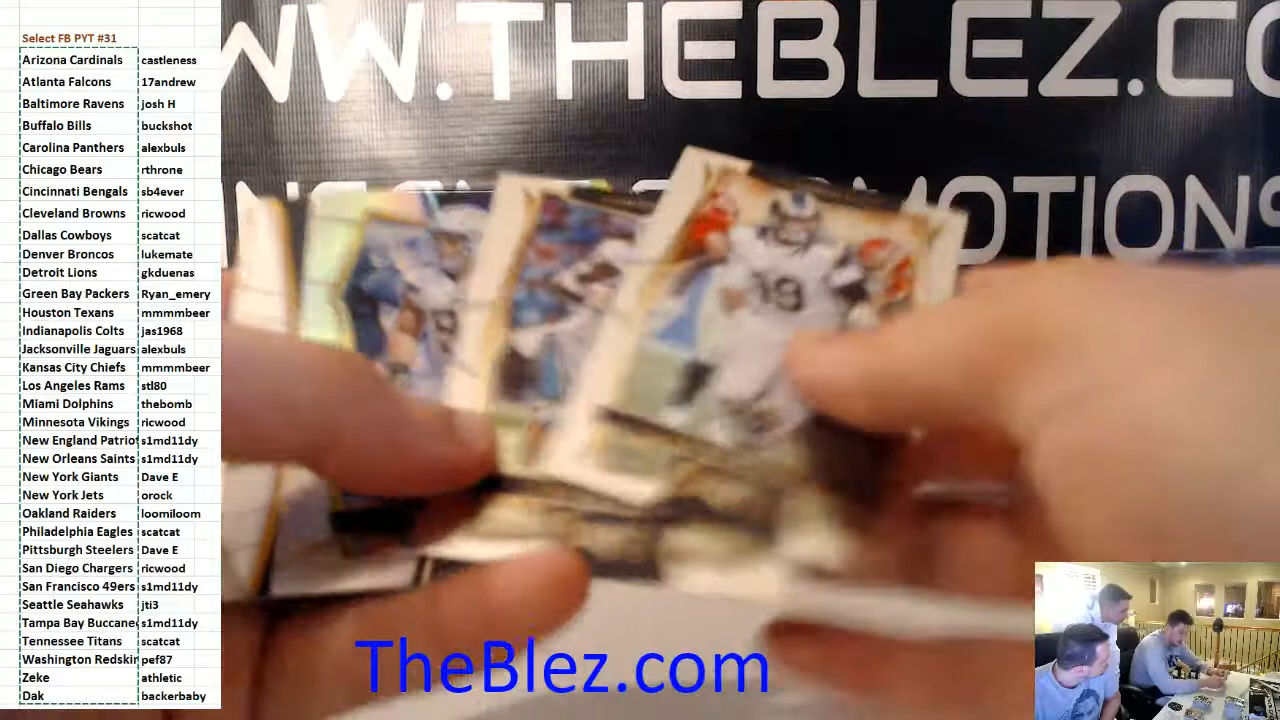 Select FB PYT #31
Arizona Cardinals castleness
Atlanta Falcons 17andrew
Baltimore Ravens josh H
Buffalo Bills buckshot
Carolina Panthers alexbuls
Chicago Bears rthrone
Cincinnati Bengals sb4ever
Cleveland Browns ricwood
Dallas Cowboys scatcat
Denver Broncos lukemate
Detroit Lions gkduenas
Green Bay Packers Ryan_emery
Houston Texans mmmmbeer
Indianapolis Colts jas1968
Jacksonville Jaguars alexbuls
Kansas City Chiefs mmmmbeer
Los Angeles Rams stl80
Miami Dolphins thebomb
Minnesota Vikings ricwood
New England Patriot s1md11dy
New Orleans Saints s1md11dy
New York Giants Dave E
New York Jets orock
Oakland Raiders loomiloom
Philadelphia Eagles scatcat
Pittsburgh Steelers Dave E
San Diego Chargers ricwood
San Francisco 49ers s1md11dy
Seattle Seahawks jti3
Tampa Bay Buccanee s1md11dy
Tennessee Titans scatcat
Washington Redskin pef87
Zeke athletic
Dak backerbaby
WWW.THEBLEZ.CO
19
TheBlez.com